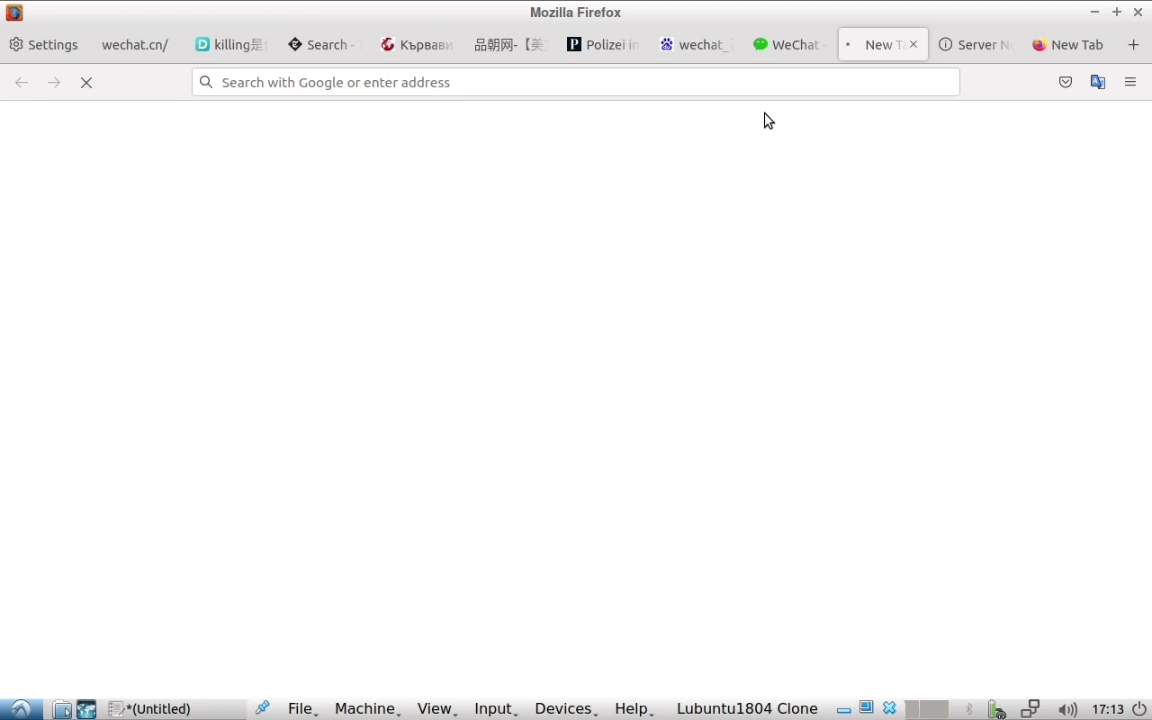 Mozilla Firefox
Settings wechat.cn/ killing是 Search - Кървави 品朝网-【美 Polizei in wechat_ WeChat - New Ta Server N New Tab
Search with Google or enter address
*(Untitled) File Machine View Input Devices Help Lubuntu1804 Clone 17:13